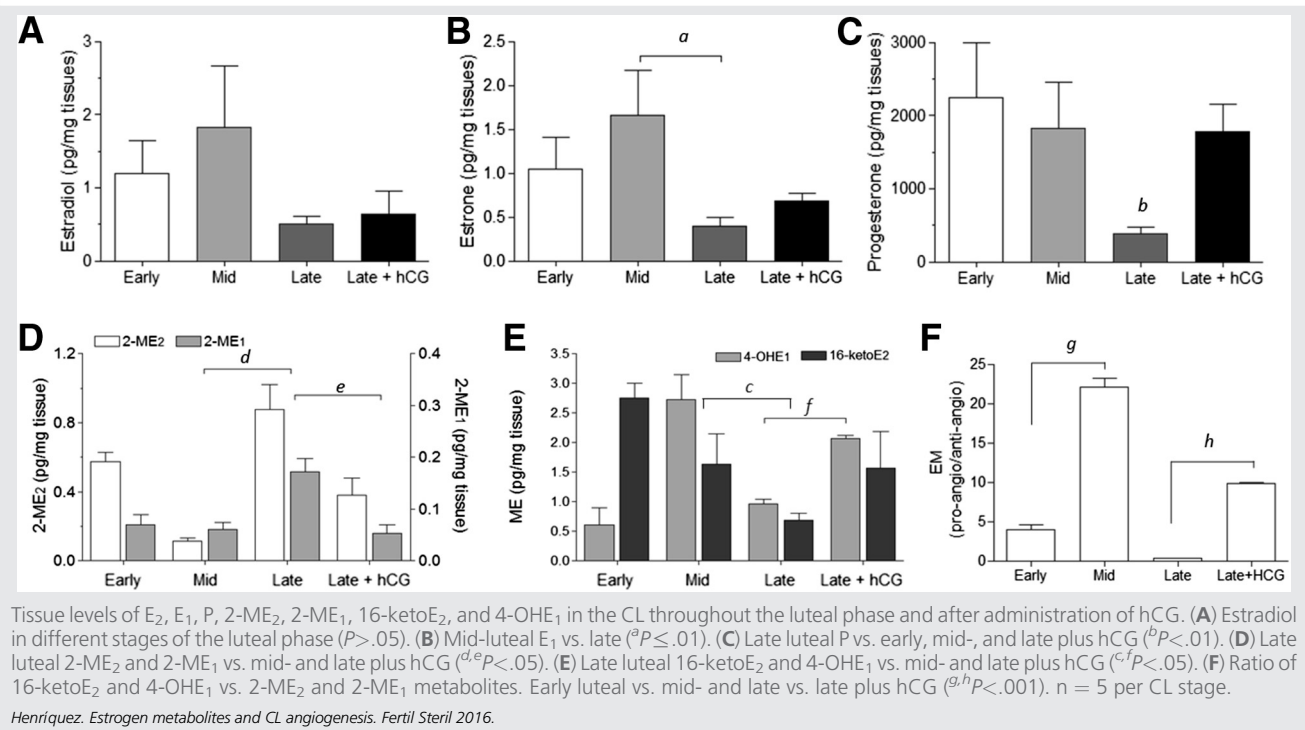 A
B
C
Estradiol (pg/mg tissues)
3
2
1
0
Early Mid Late Late + hCG
Estrone (pg/mg tissues)
2.5
2.0
1.5
1.0
0.5
0.0
a
Early Mid Late Late + hCG
Progesterone (pg/mg tissues)
3000
2000
1000
0
b
Early Mid Late Late + hCG
D
E
F
2-ME2 2-ME1
2-ME2 (pg/mg tissue)
1.2
0.8
0.4
0.0
d
e
0.4
0.3
0.2
0.1
0.0
2-ME1 (pg/mg tissue)
Early Mid Late Late + hCG
4-OHE1 16-ketoE2
ME (pg/mg tissue)
3.5
3.0
2.5
2.0
1.5
1.0
0.5
0.0
c
f
Early Mid Late Late + hCG
EM
(pro-angio/anti-angio)
25
20
15
10
5
0
g
h
Early Mid Late Late+HCG
Tissue levels of E2, E1, P, 2-ME2, 2-ME1, 16-ketoE2, and 4-OHE1 in the CL throughout the luteal phase and after administration of hCG. (A) Estradiol
in different stages of the luteal phase (P>.05). (B) Mid-luteal E1 vs. late (aP≤.01). (C) Late luteal P vs. early, mid-, and late plus hCG (bP<.01). (D) Late
luteal 2-ME2 and 2-ME1 vs. mid- and late plus hCG (d,eP<.05). (E) Late luteal 16-ketoE2 and 4-OHE1 vs. mid- and late plus hCG (c,fP<.05). (F) Ratio of
16-ketoE2 and 4-OHE1 vs. 2-ME2 and 2-ME1 metabolites. Early luteal vs. mid- and late vs. late plus hCG (g,hP<.001). n = 5 per CL stage.
Henríquez. Estrogen metabolites and CL angiogenesis. Fertil Steril 2016.